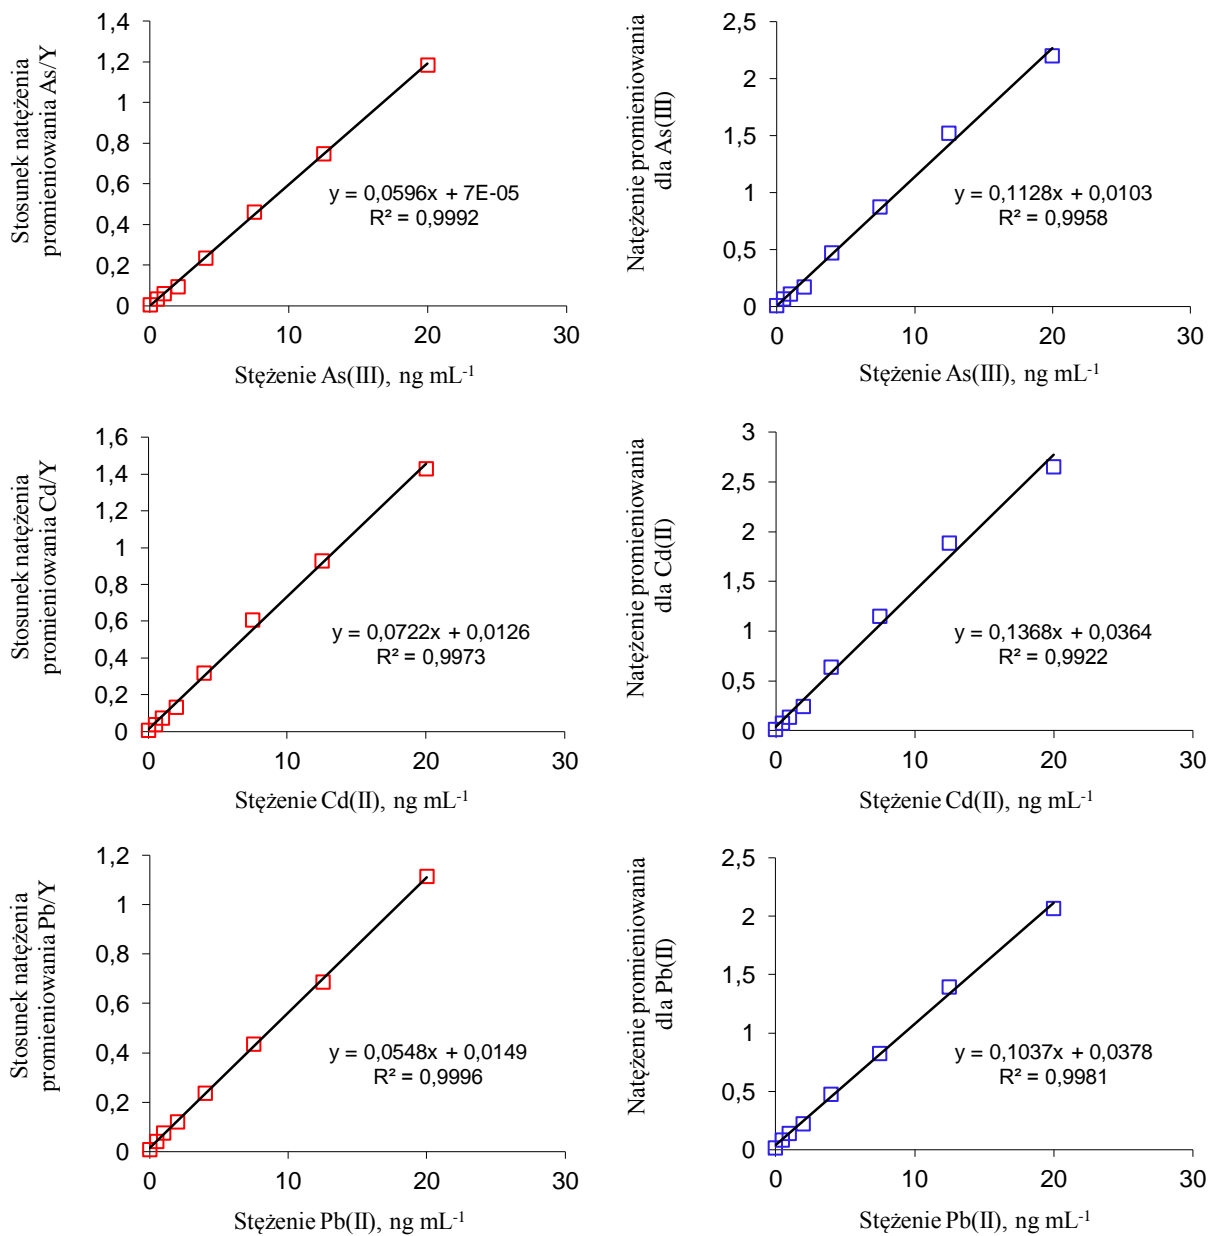 Stosunek natężenia
promieniowania As/Y
1,4
1,2
1
0,8
0,6
0,4
0,2
0
y = 0,0596x + 7E-05
R² = 0,9992
0 10 20 30
Stężenie As(III), ng mL-1
Natężenie promieniowania
dla As(III)
2,5
2
1,5
1
0,5
0
y = 0,1128x + 0,0103
R² = 0,9958
0 10 20 30
Stężenie As(III), ng mL-1
Stosunek natężenia
promieniowania Cd/Y
1,6
1,4
1,2
1
0,8
0,6
0,4
0,2
0
y = 0,0722x + 0,0126
R² = 0,9973
0 10 20 30
Stężenie Cd(II), ng mL-1
Natężenie promieniowania
dla Cd(II)
3
2,5
2
1,5
1
0,5
0
y = 0,1368x + 0,0364
R² = 0,9922
0 10 20 30
Stężenie Cd(II), ng mL-1
Stosunek natężenia
promieniowania Pb/Y
1,2
1
0,8
0,6
0,4
0,2
0
y = 0,0548x + 0,0149
R² = 0,9996
0 10 20 30
Stężenie Pb(II), ng mL-1
Natężenie promieniowania
dla Pb(II)
2,5
2
1,5
1
0,5
0
y = 0,1037x + 0,0378
R² = 0,9981
0 10 20 30
Stężenie Pb(II), ng mL-1